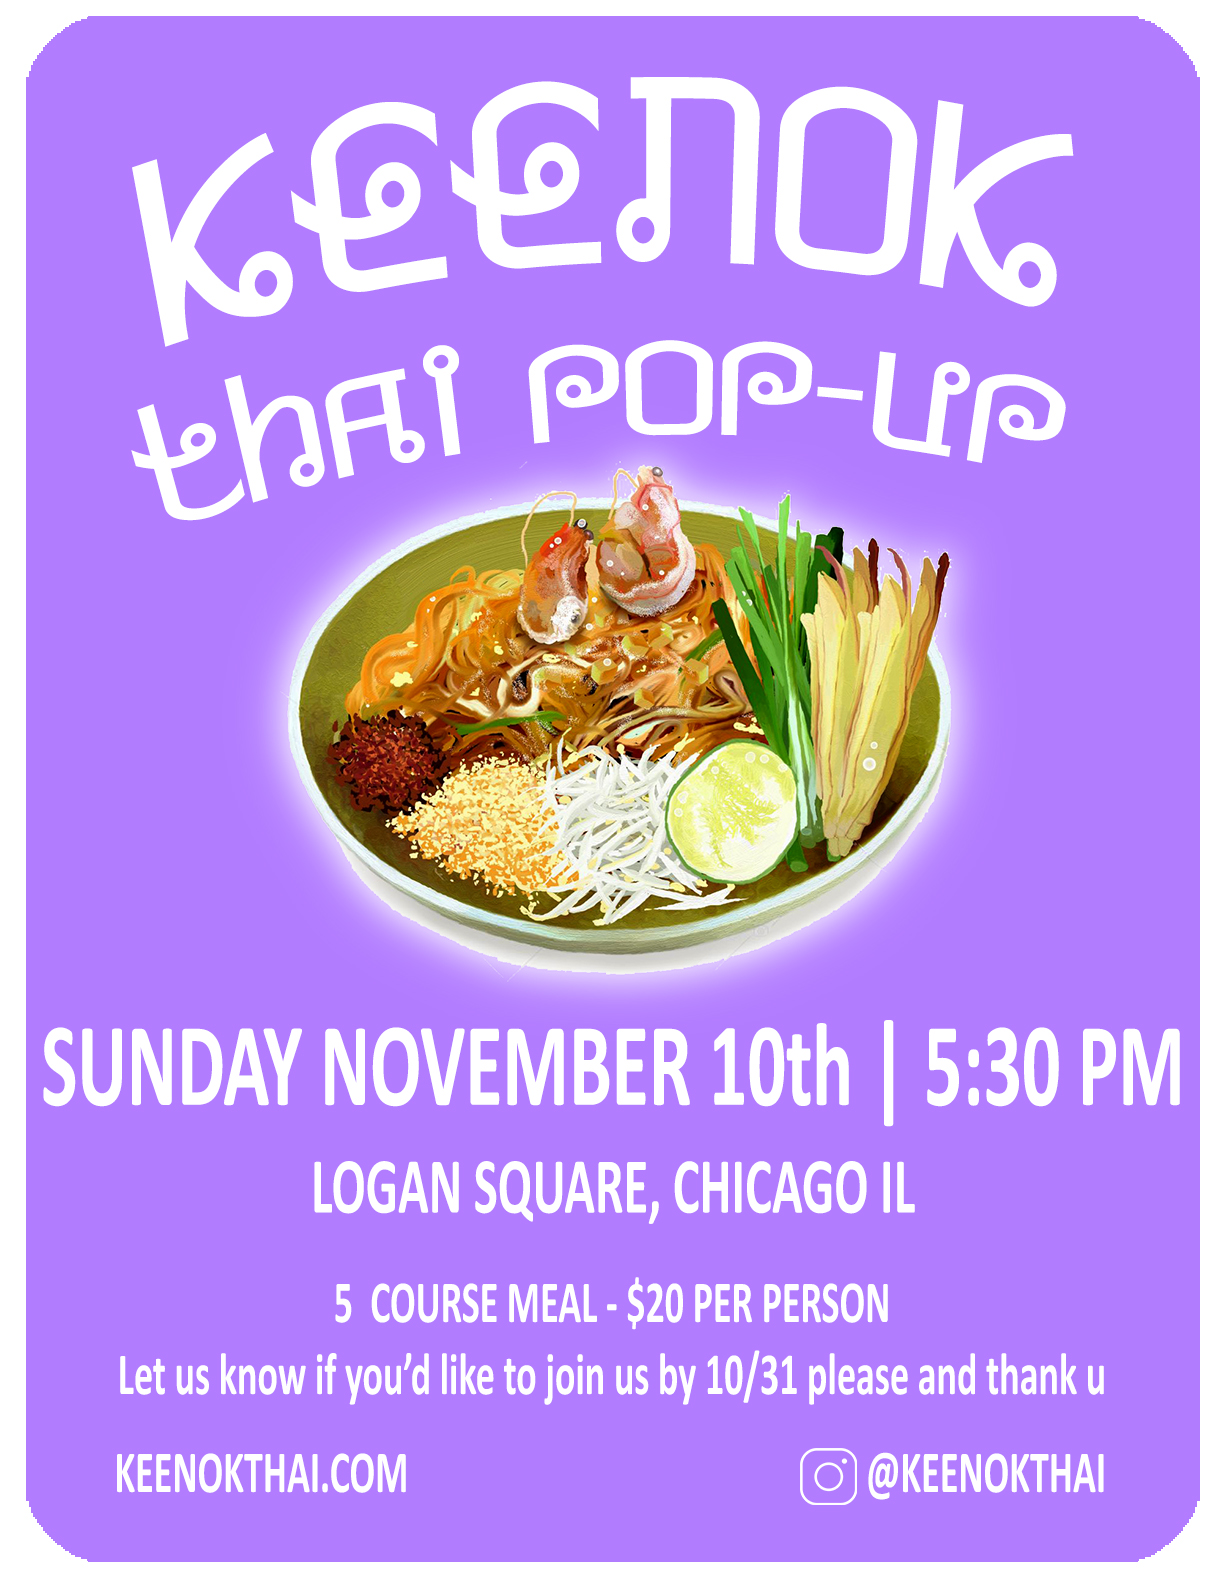 KEENOK
thAi POP-UP
SUNDAY NOVEMBER 10th | 5:30 PM
LOGAN SQUARE, CHICAGO IL
5 COURSE MEAL - $20 PER PERSON
Let us know if you’d like to join us by 10/31 please and thank u
KEENOKTHAI.COM
@KEENOKTHAI